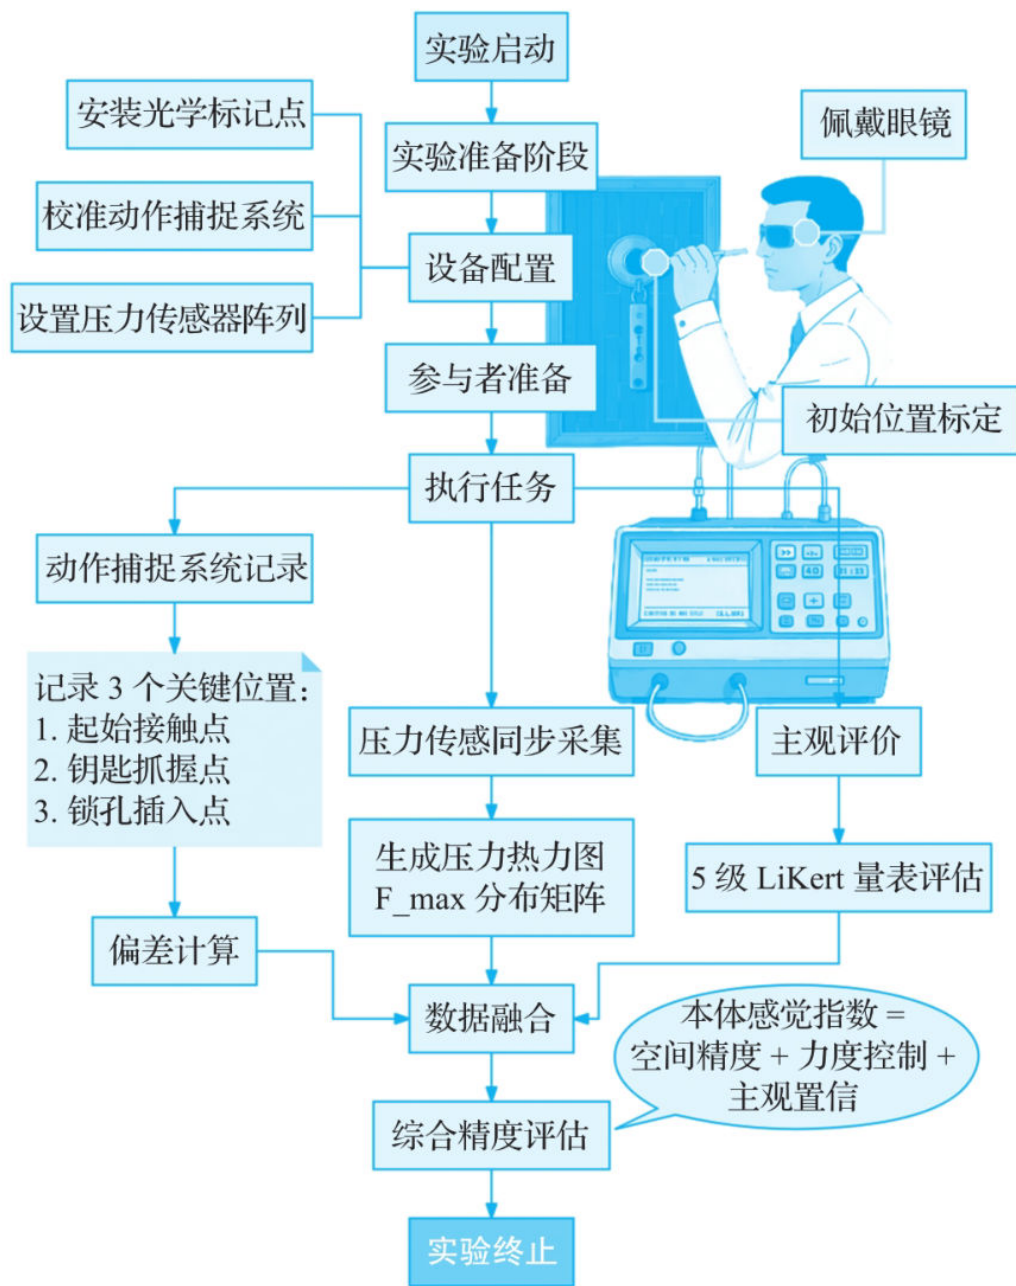 实验启动
安装光学标记点
佩戴眼镜
实验准备阶段
校准动作捕捉系统
设备配置
设置压力传感器阵列
参与者准备
初始位置标定
执行任务
动作捕捉系统记录
记录 3 个关键位置：
1. 起始接触点
2. 钥匙抓握点
3. 锁孔插入点
压力传感同步采集
主观评价
生成压力热力图
F_max 分布矩阵
5 级 LiKert 量表评估
偏差计算
数据融合
本体感觉指数 =
空间精度 + 力度控制 +
主观置信
综合精度评估
实验终止